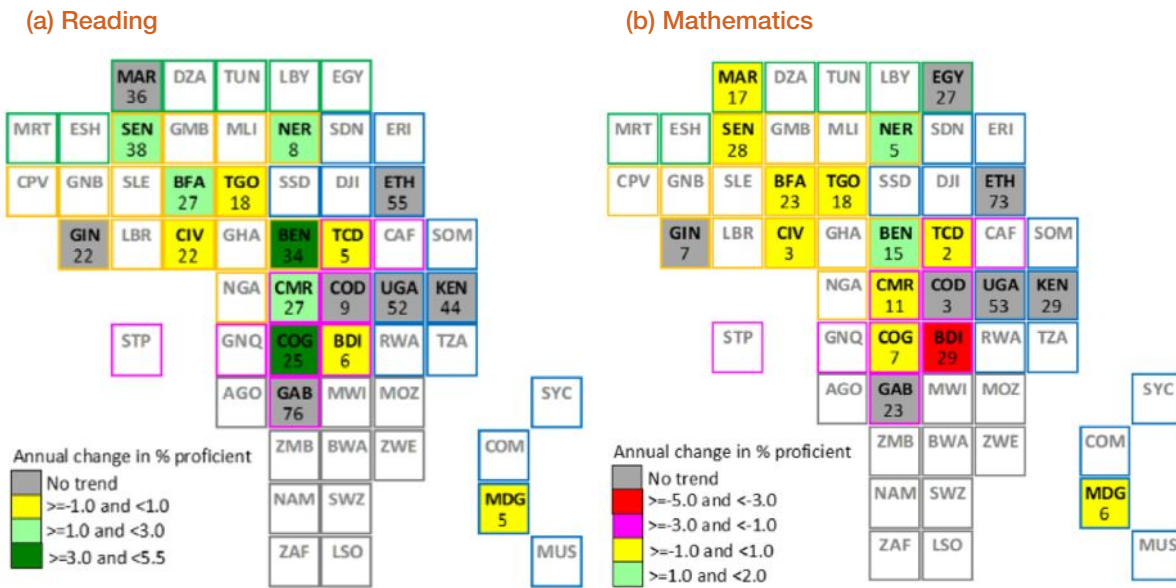 (a) Reading
MAR DZA TUN LBY EGY
36
MRT ESH SEN GMB MLI NER SDN ERI
38 8
CPV GNB SLE BFA TGO SSD DJI ETH
27 18 55
GIN LBR CIV GHA BEN TCD CAF SOM
22 22 34 5
NGA CMR COD UGA KEN
27 9 52 44
STP GNQ COG BDI RWA TZA
25 6
AGO GAB MWI MOZ SYC
76
ZMB BWA ZWE COM
NAM SWZ MDG
5
ZAF LSO MUS
Annual change in % proficient
No trend
>=-1.0 and <1.0
>=1.0 and <3.0
>=3.0 and <5.5
(b) Mathematics
MAR DZA TUN LBY EGY
17 27
MRT ESH SEN GMB MLI NER SDN ERI
28 5
CPV GNB SLE BFA TGO SSD DJI ETH
23 18 73
GIN LBR CIV GHA BEN TCD CAF SOM
7 3 15 2
NGA CMR COD UGA KEN
11 3 53 29
STP GNQ COG BDI RWA TZA
7 29
AGO GAB MWI MOZ SYC
23
ZMB BWA ZWE COM
NAM SWZ MDG
6
ZAF LSO MUS
Annual change in % proficient
No trend
>=-5.0 and <-3.0
>=-3.0 and <-1.0
>=-1.0 and <1.0
>=1.0 and <2.0